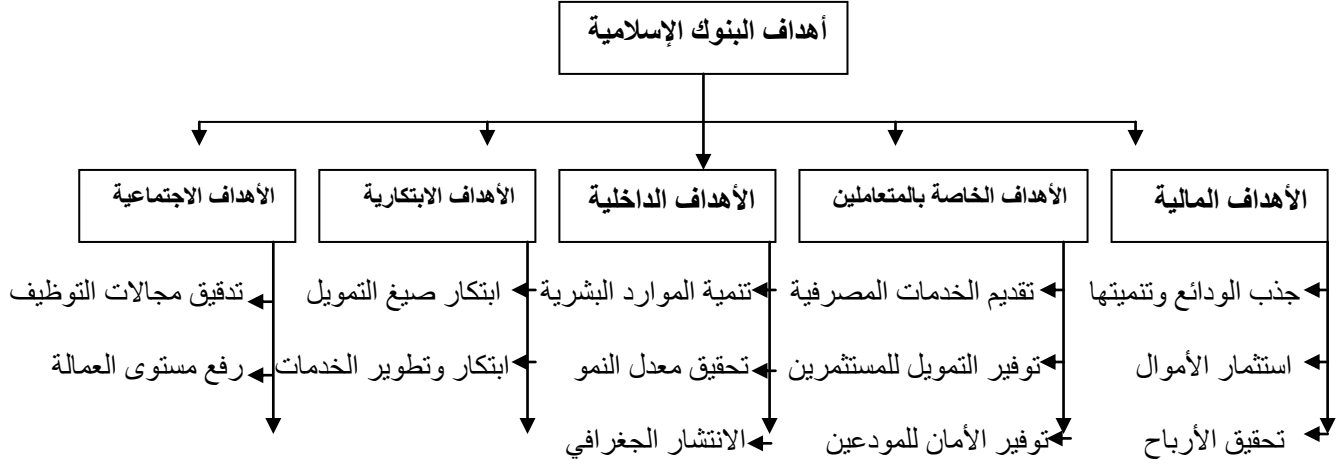 أهداف البنوك الإسلامية
الأهداف المالية
الأهداف الخاصة بالمتعاملين
الأهداف الداخلية
الأهداف الابتكارية
الأهداف الاجتماعية
جذب الودائع وتنميتها
استثمار الأموال
تحقيق الأرباح
تقديم الخدمات المصرفية
توفير التمويل للمستثمرين
توفير الأمان للمودعين
تنمية الموارد البشرية
تحقيق معدل النمو
الانتشار الجغرافي
ابتكار صيغ التمويل
ابتكار وتطوير الخدمات
تدقيق مجالات التوظيف
رفع مستوى العمالة